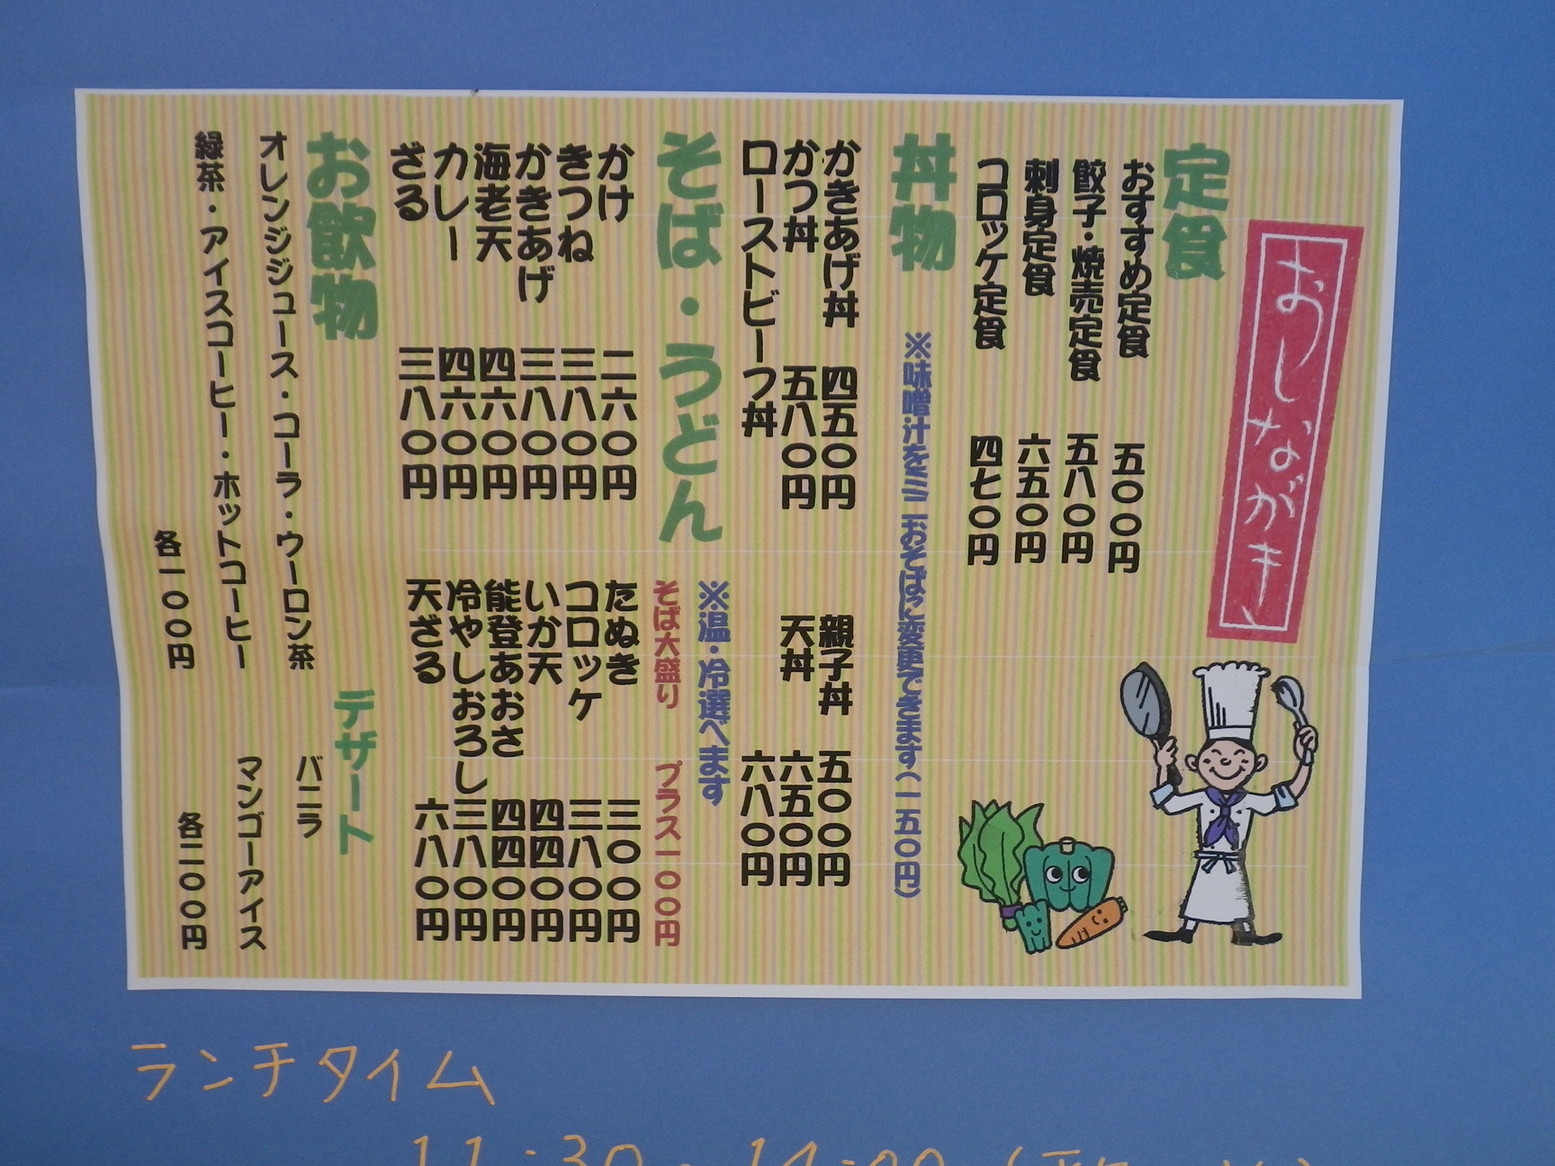 おしながき
定食
おすすめ定食 五〇〇円
餃子・焼売定食 五八〇円
刺身定食 六五〇円
コロッケ定食 四七〇円
丼物
※味噌汁をミニ「おそば」に変更できます(一五〇円)
かきあげ丼 四五〇円
親子丼 五〇〇円
かつ丼 五八〇円
天丼 六五〇円
ローストビーフ丼 六八〇円
そば・うどん
※温・冷選べます
そば大盛り プラス一〇〇円
かけ 二六〇円
たぬき 三〇〇円
きつね 三八〇円
コロッケ 三八〇円
かきあげ 三八〇円
いか天 四四〇円
海老天 四六〇円
能登あおさ 四四〇円
カレー 四六〇円
冷やしおろし 三八〇円
ざる 三八〇円
天ざる 六八〇円
お飲物
オレンジジュース・コーラ・ウーロン茶
緑茶・アイスコーヒー・ホットコーヒー
各一〇〇円
デザート
バニラ
マンゴーアイス
各二〇〇円
ランチタイム
11:30-14:00